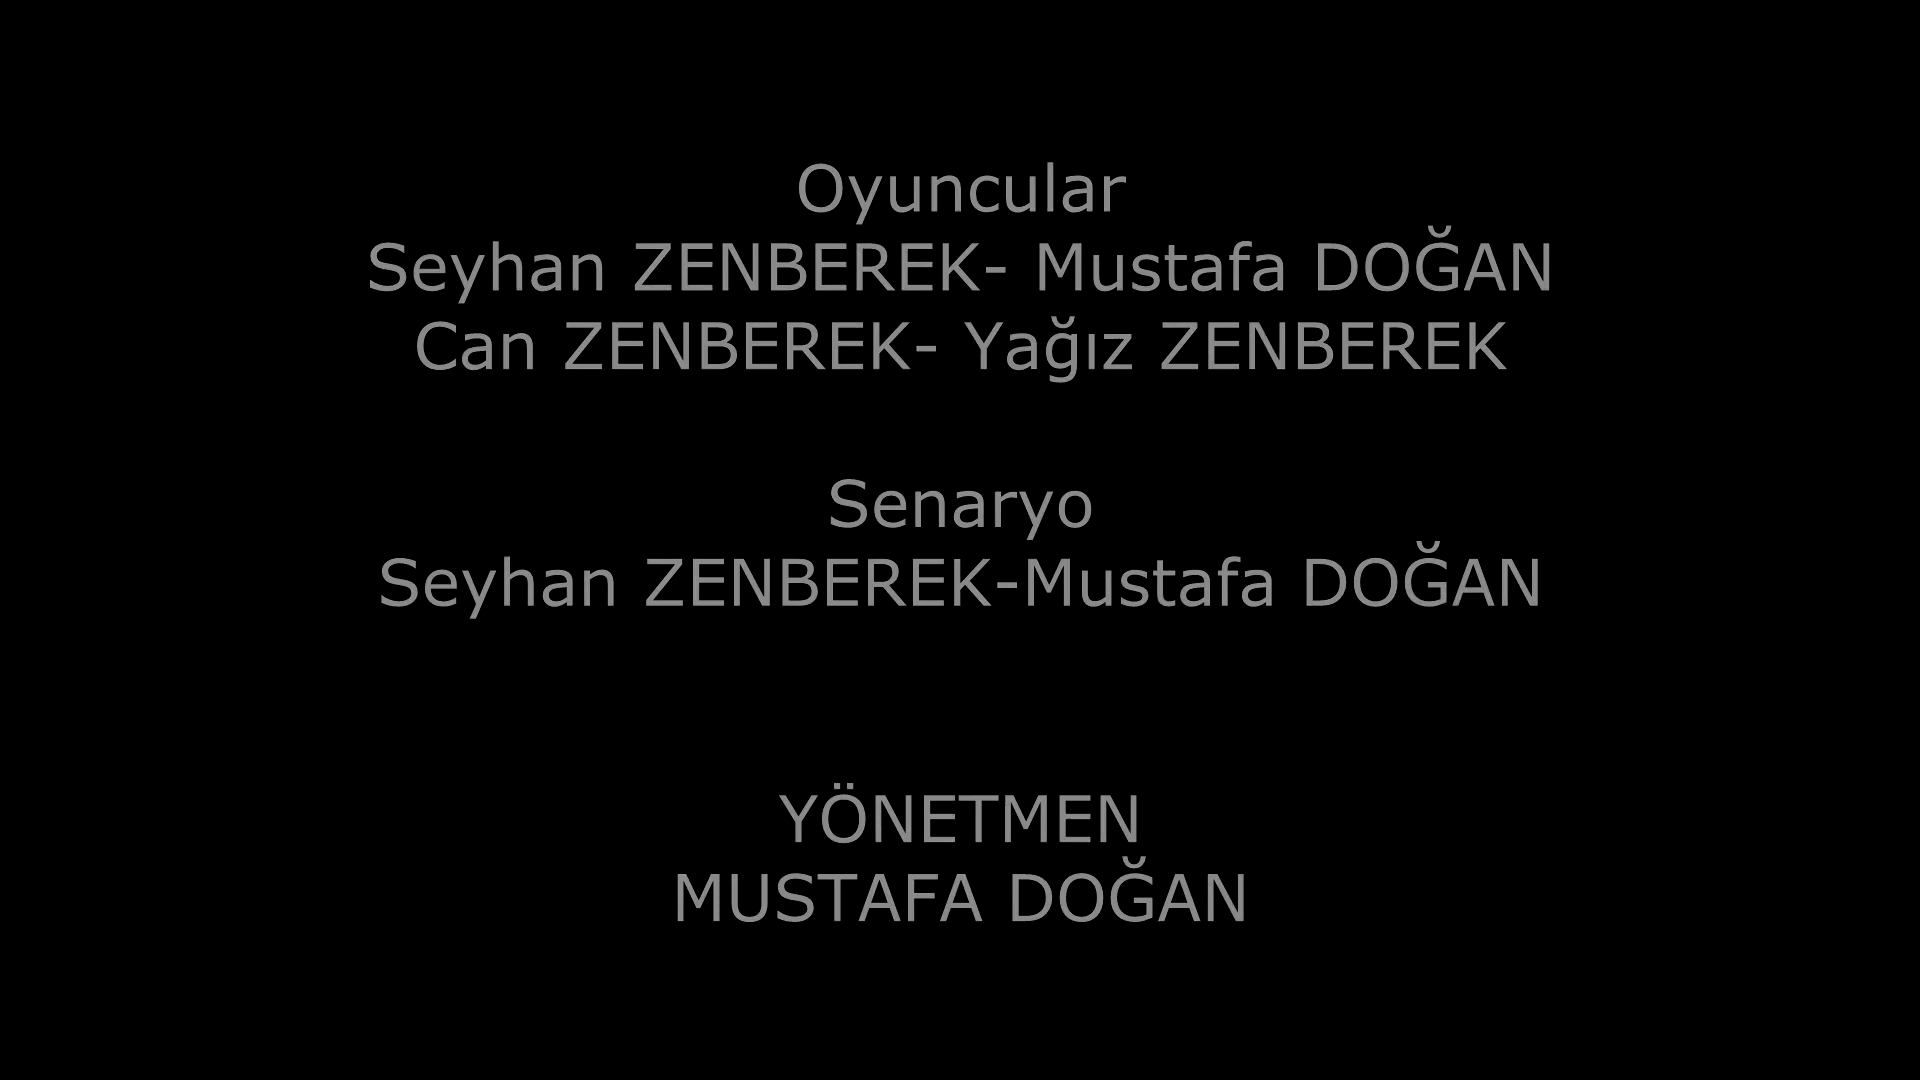 Oyuncular
Seyhan ZENBEREK- Mustafa DOĞAN
Can ZENBEREK- Yağız ZENBEREK
Senaryo
Seyhan ZENBEREK-Mustafa DOĞAN
YÖNETMEN
MUSTAFA DOĞAN